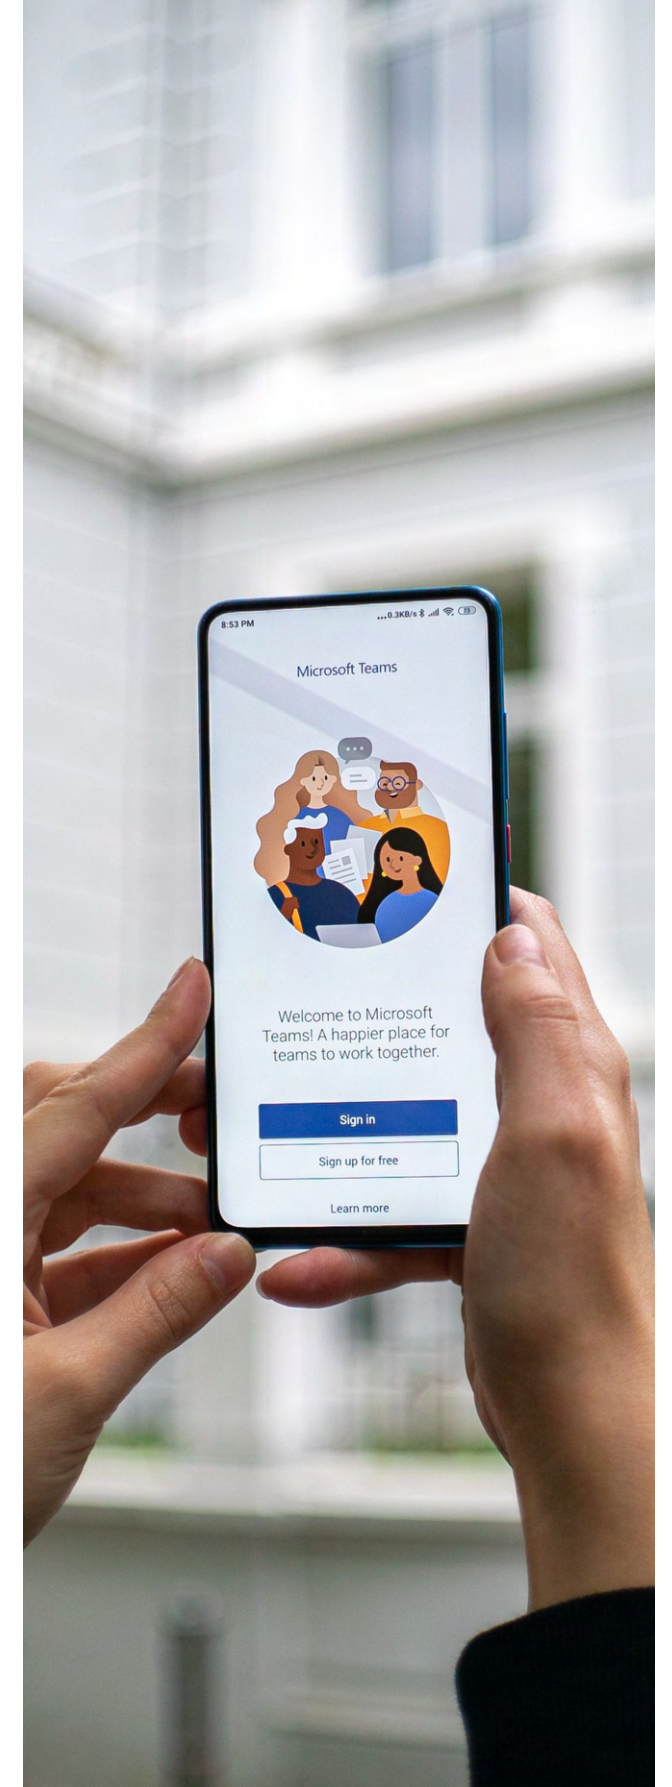 8:53 PM ...0.3KB/s
Microsoft Teams
Welcome to Microsoft
Teams! A happier place for
teams to work together.
Sign in
Sign up for free
Learn more